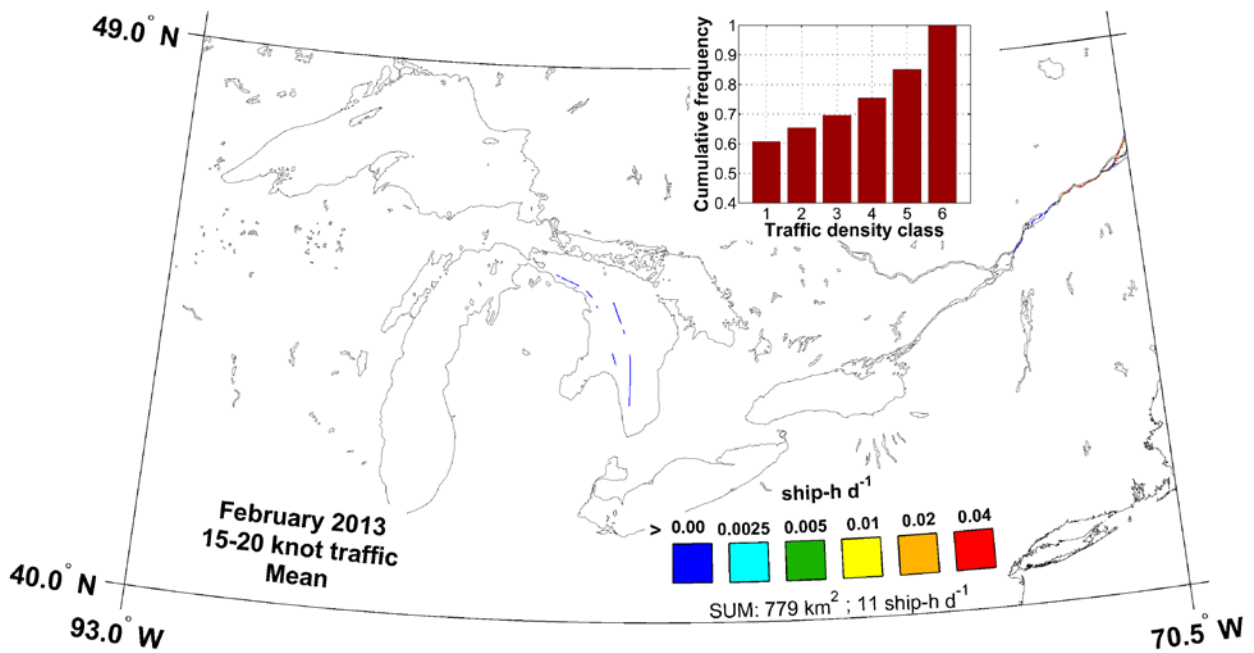 49.0° N
Cumulative frequency
1
0.9
0.8
0.7
0.6
0.5
0.4
1 2 3 4 5 6
Traffic density class
February 2013
15-20 knot traffic
Mean
ship-h d⁻¹
> 0.00 0.0025 0.005 0.01 0.02 0.04
SUM: 779 km² ; 11 ship-h d⁻¹
40.0° N
93.0° W
70.5° W